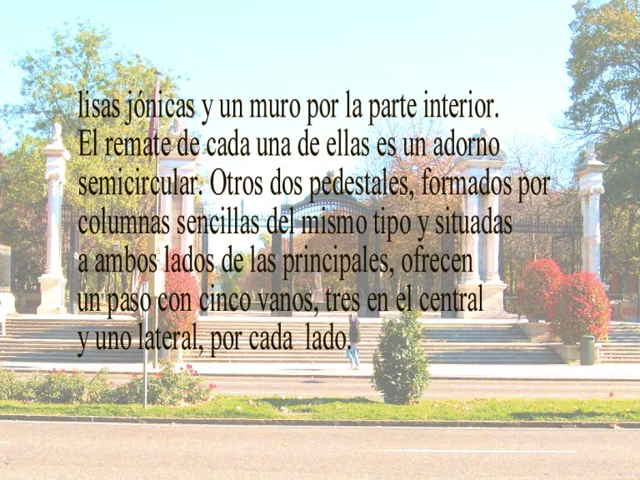 lisas jónicas y un muro por la parte interior.
El remate de cada una de ellas es un adorno
semicircular. Otros dos pedestales, formados por
columnas sencillas del mismo tipo y situadas
a ambos lados de las principales, ofrecen
un paso con cinco vanos, tres en el central
y uno lateral, por cada lado.